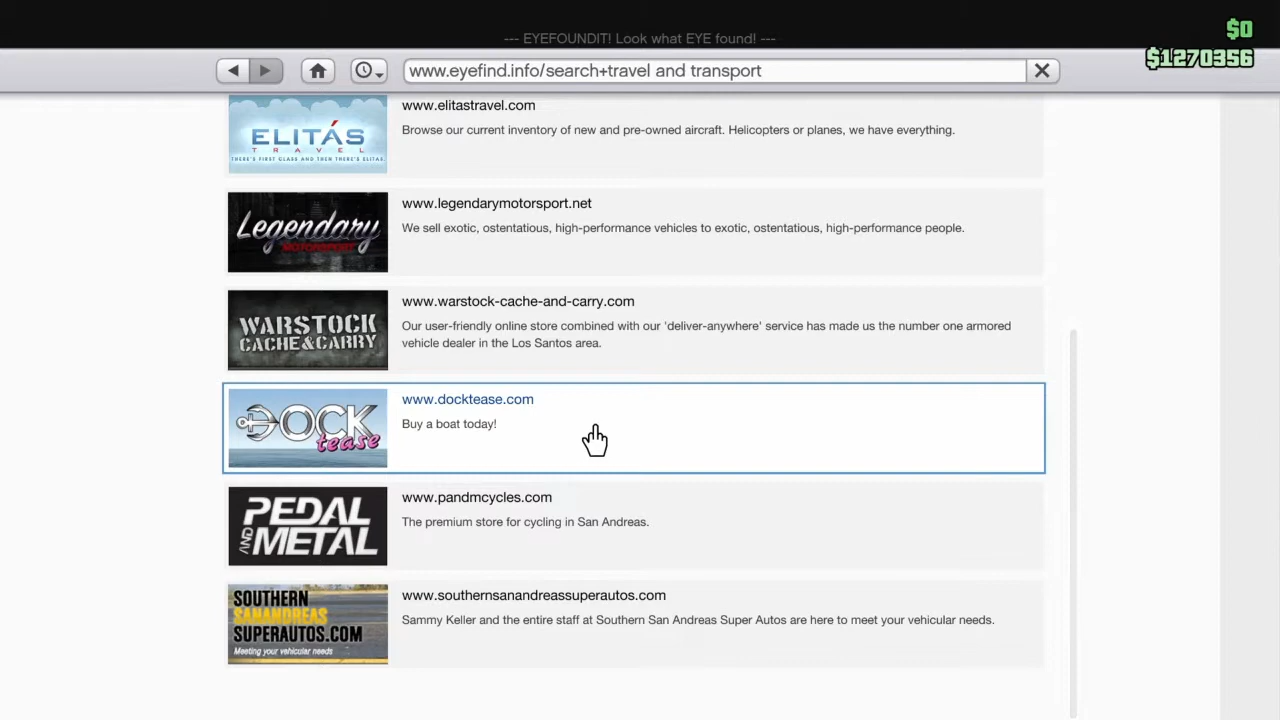 --- EYEFOUNDIT! Look what EYE found! ---
$0
$1270356
www.eyefind.info/search+travel and transport
ELITÁS
TRAVEL
THERE'S FIRST CLASS AND THEN THERE'S ELITAS.
www.elitastravel.com
Browse our current inventory of new and pre-owned aircraft. Helicopters or planes, we have everything.
Legendary
MOTORSPORT
www.legendarymotorsport.net
We sell exotic, ostentatious, high-performance vehicles to exotic, ostentatious, high-performance people.
WARSTOCK
CACHE&CARRY
www.warstock-cache-and-carry.com
Our user-friendly online store combined with our 'deliver-anywhere' service has made us the number one armored
vehicle dealer in the Los Santos area.
DOCK
tease
www.docktease.com
Buy a boat today!
PEDAL
AND METAL
www.pandmcycles.com
The premium store for cycling in San Andreas.
SOUTHERN
SANANDREAS
SUPERAUTOS.COM
Meeting your vehicular needs
www.southernsanandreassuperautos.com
Sammy Keller and the entire staff at Southern San Andreas Super Autos are here to meet your vehicular needs.